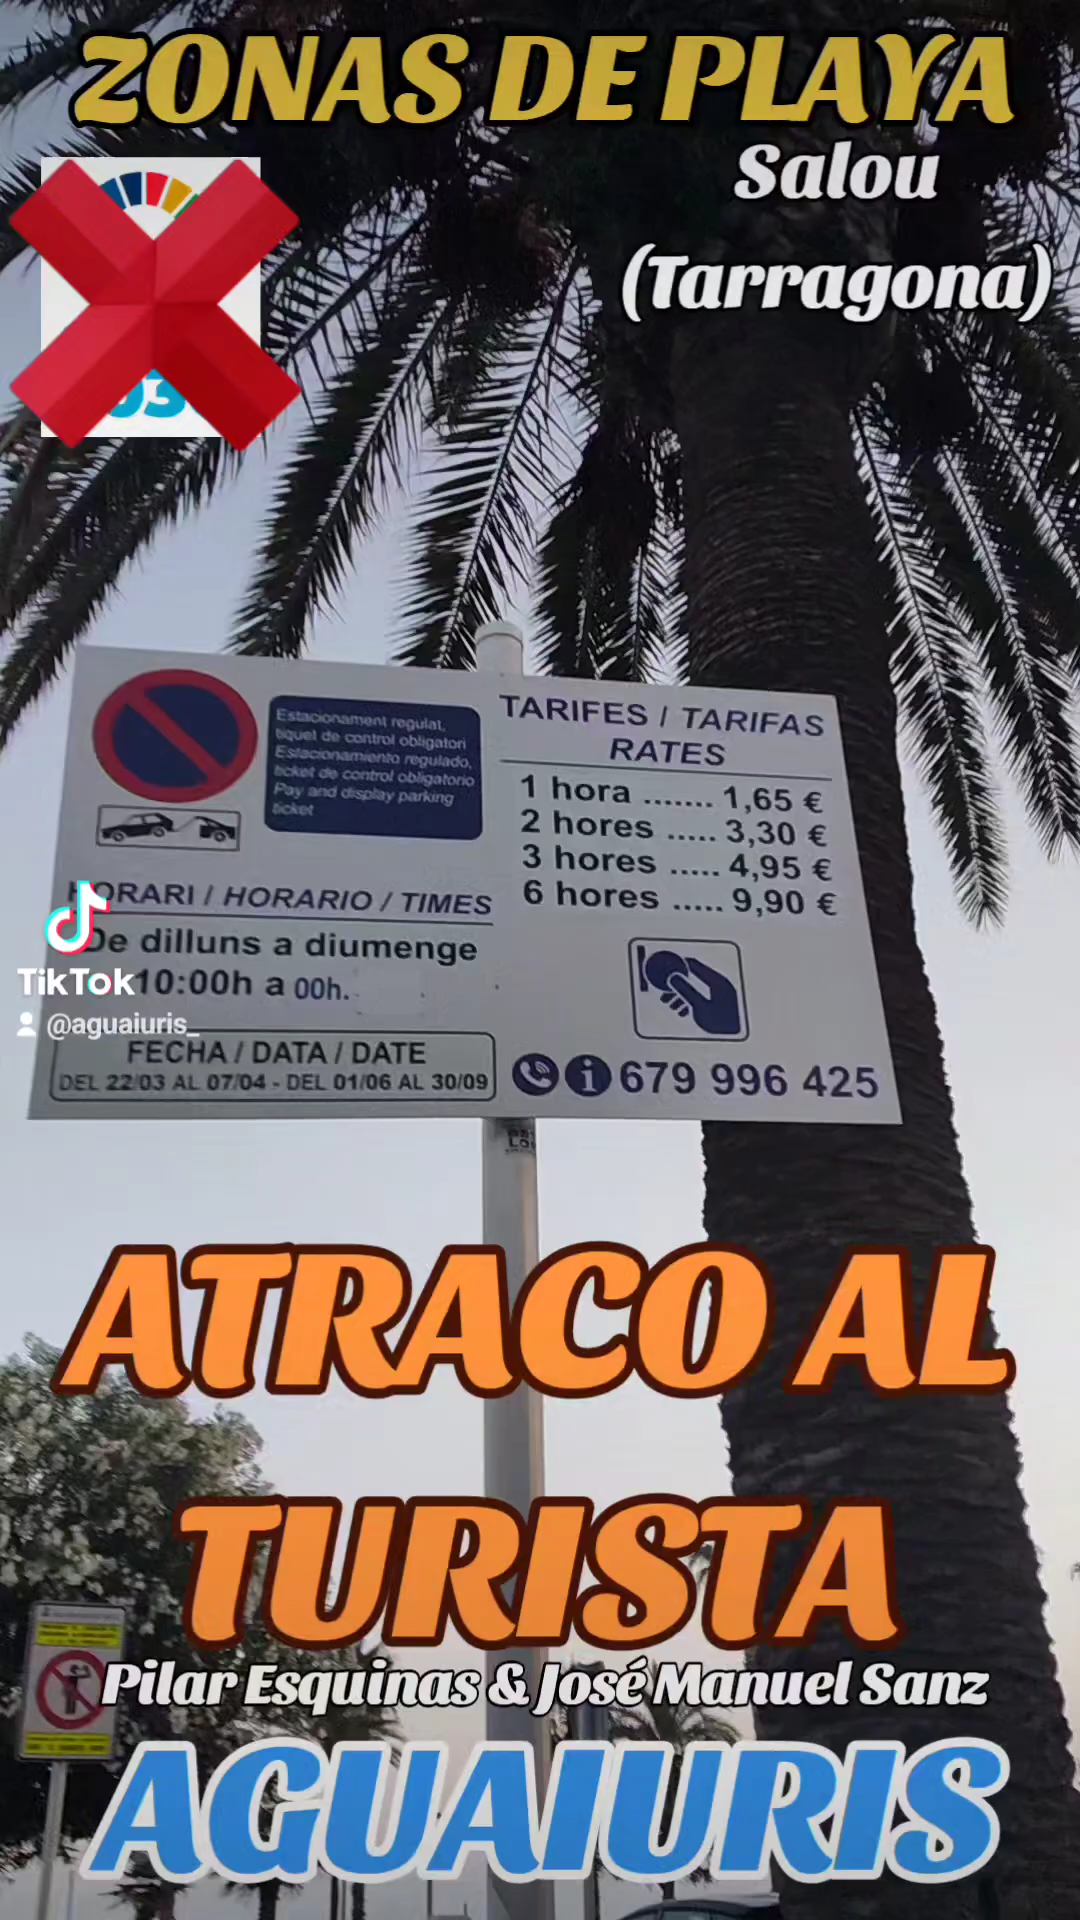 ZONAS DE PLAYA
Salou
(Tarragona)
Estacionament regulat,
tiquet de control obligatori
Estacionamiento regulado,
ticket de control obligatorio
Pay and display parking
ticket
TARIFES / TARIFAS
RATES
1 hora ....... 1,65 €
2 hores ..... 3,30 €
3 hores ..... 4,95 €
6 hores ..... 9,90 €
HORARI / HORARIO / TIMES
De dilluns a diumenge
10:00h a 00h.
TikTok
@aguaiuris_
FECHA / DATA / DATE
DEL 22/03 AL 07/04 - DEL 01/06 AL 30/09
679 996 425
ATRACO AL
TURISTA
Pilar Esquinas & José Manuel Sanz
AGUAIURIS